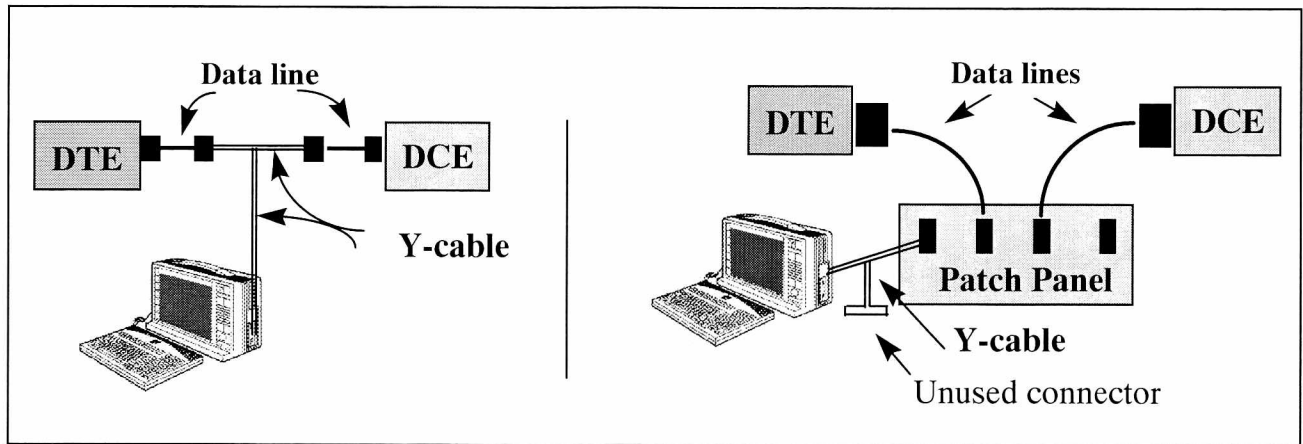 Data line
DTE
DCE
Y-cable
Data lines
DTE
DCE
Patch Panel
Y-cable
Unused connector